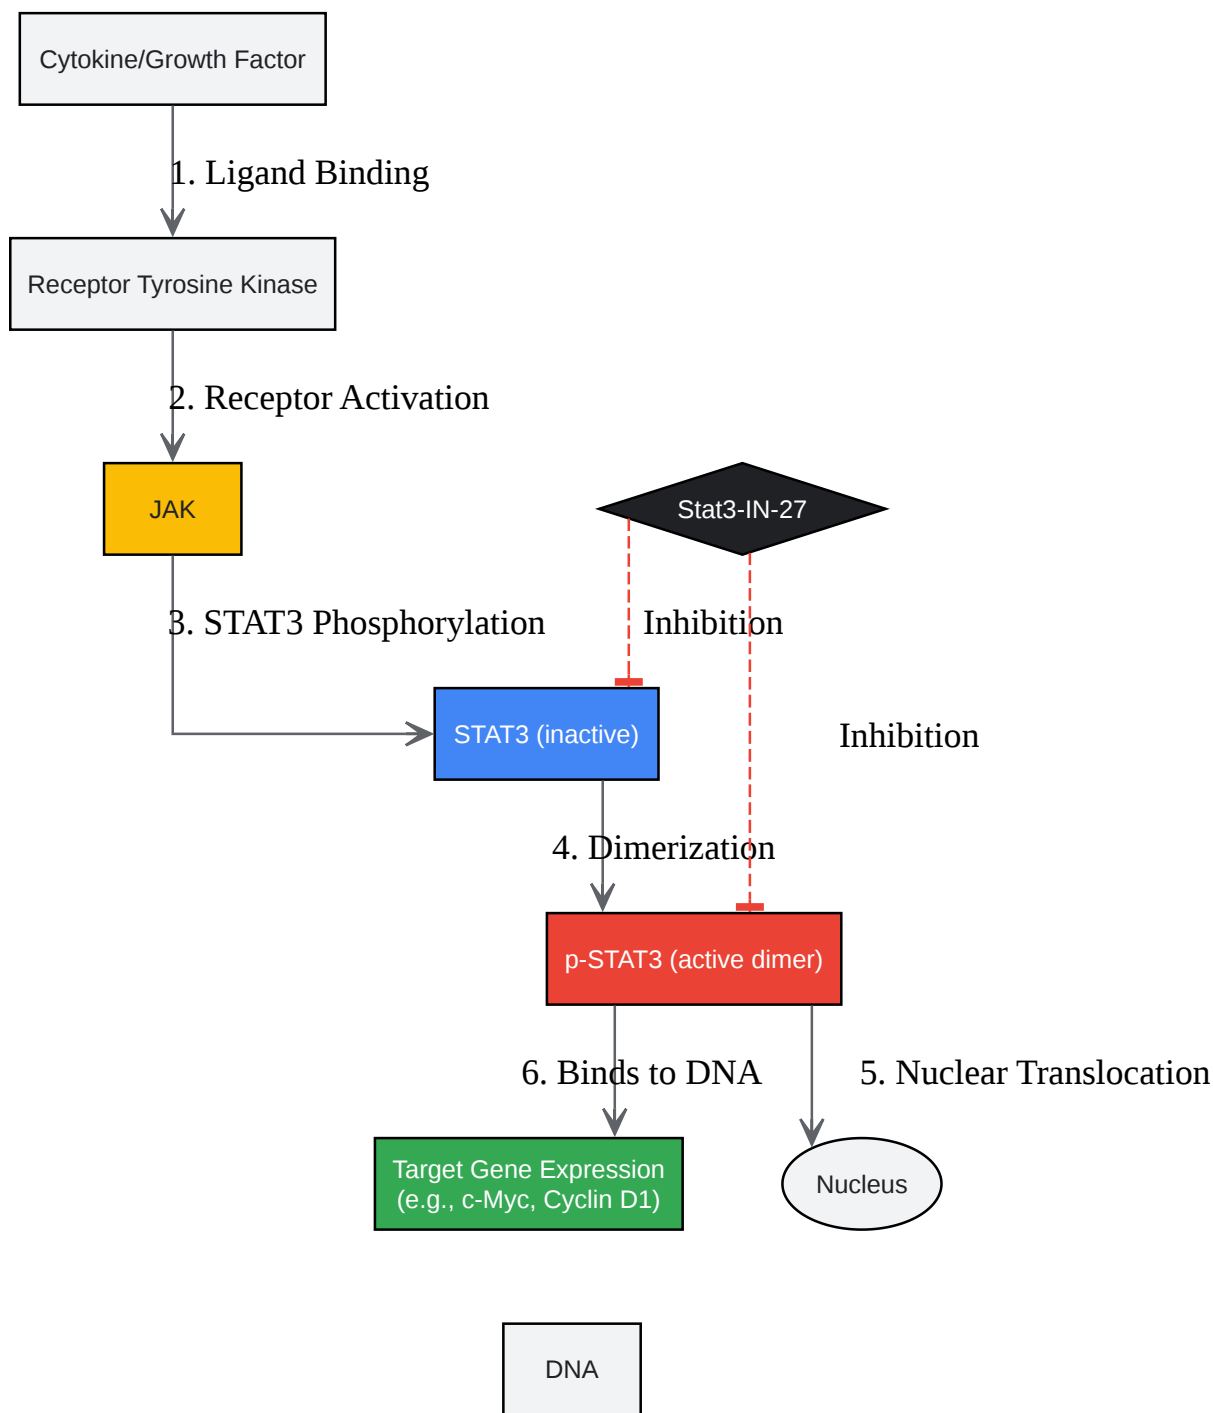 Cytokine/Growth Factor
1. Ligand Binding
Receptor Tyrosine Kinase
2. Receptor Activation
JAK
Stat3-IN-27
3. STAT3 Phosphorylation
Inhibition
STAT3 (inactive)
Inhibition
4. Dimerization
p-STAT3 (active dimer)
6. Binds to DNA
5. Nuclear Translocation
Target Gene Expression
(e.g., c-Myc, Cyclin D1)
Nucleus
DNA